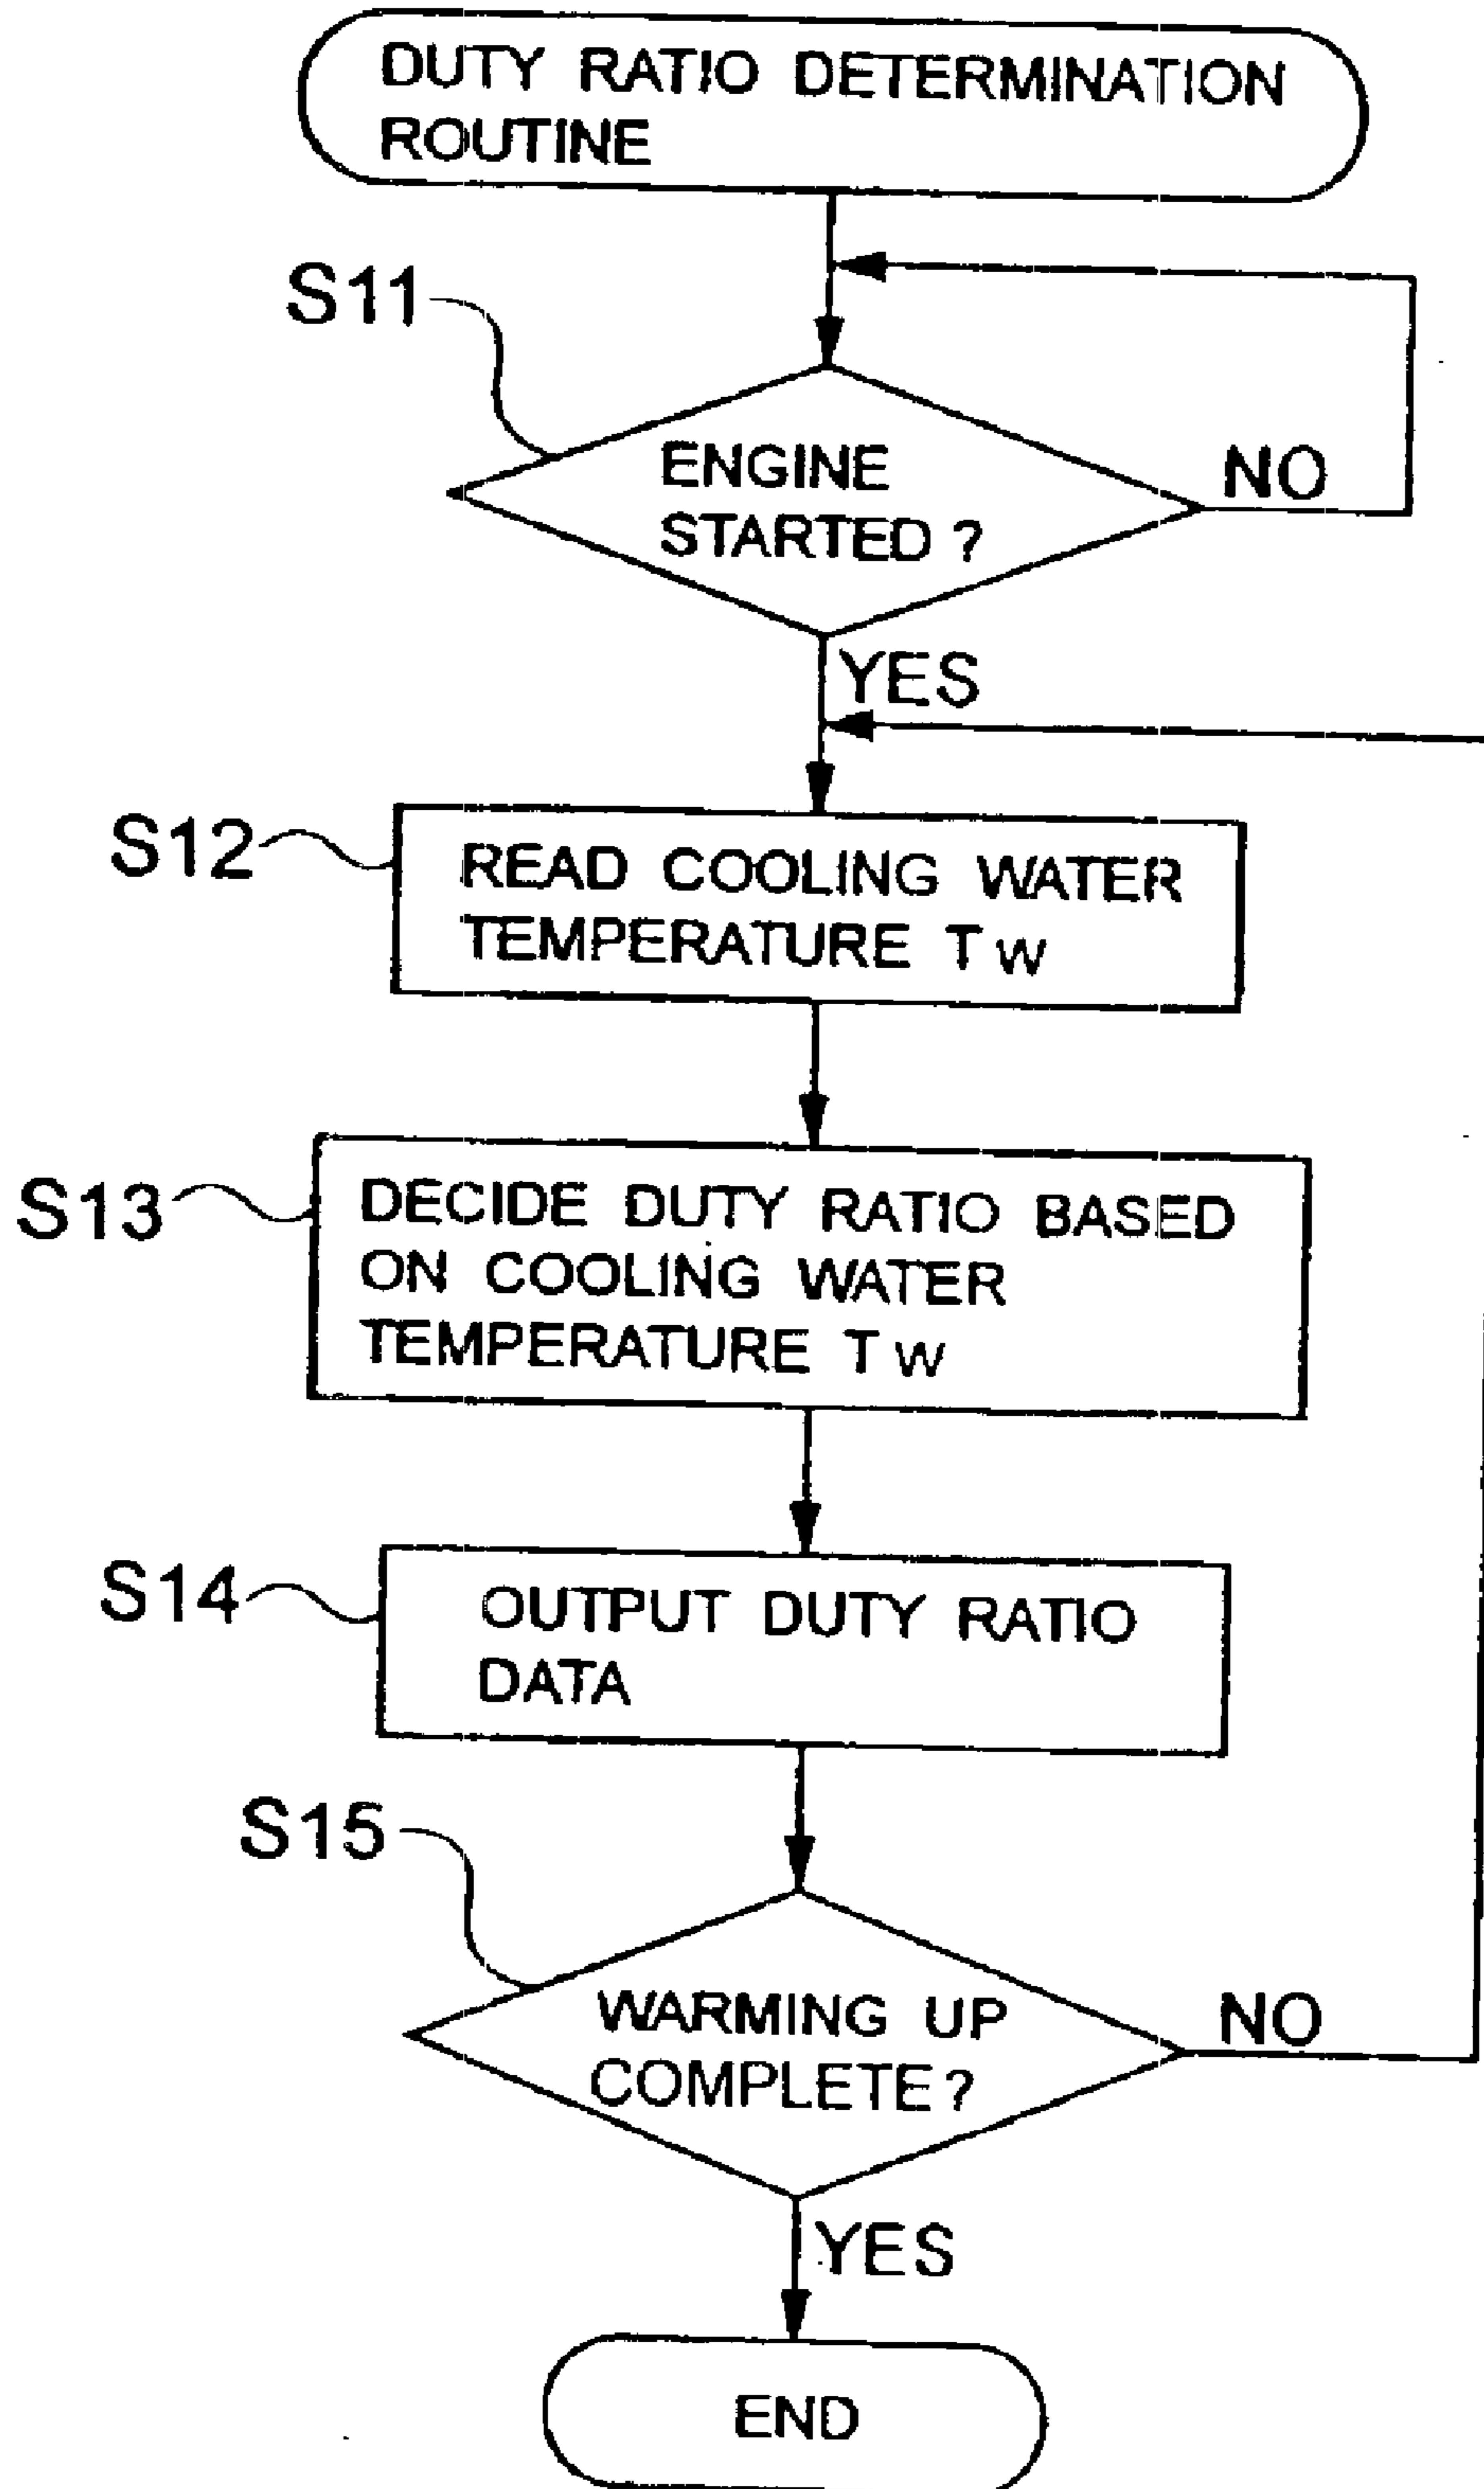 DUTY RATIO DETERMINATION
ROUTINE
S11
ENGINE
STARTED ?
NO
YES
S12
READ COOLING WATER
TEMPERATURE TW
S13
DECIDE DUTY RATIO BASED
ON COOLING WATER
TEMPERATURE TW
S14
OUTPUT DUTY RATIO
DATA
S15
WARMING UP
COMPLETE ?
NO
YES
END